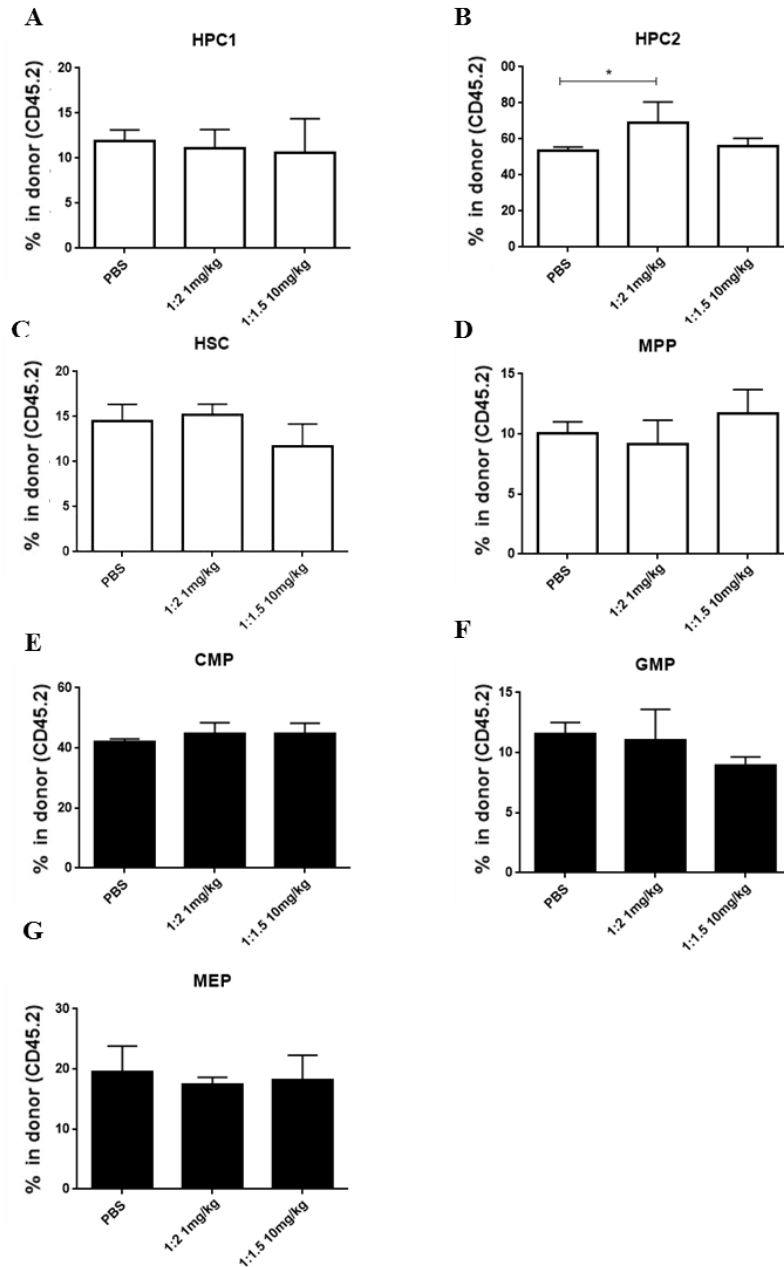 A
HPC1
% in donor (CD45.2)
20
15
10
5
0
PBS
1:2 1mg/kg
1:1.5 10mg/kg
B
HPC2
% in donor (CD45.2)
00
80
60
40
20
0
*
PBS
1:2 1mg/kg
1:1.5 10mg/kg
C
HSC
% in donor (CD45.2)
20
15
10
5
0
PBS
1:2 1mg/kg
1:1.5 10mg/kg
D
MPP
% in donor (CD45.2)
15
10
5
0
PBS
1:2 1mg/kg
1:1.5 10mg/kg
E
CMP
% in donor (CD45.2)
60
40
20
0
PBS
1:2 1mg/kg
1:1.5 10mg/kg
F
GMP
% in donor (CD45.2)
15
10
5
0
PBS
1:2 1mg/kg
1:1.5 10mg/kg
G
MEP
% in donor (CD45.2)
30
20
10
0
PBS
1:2 1mg/kg
1:1.5 10mg/kg